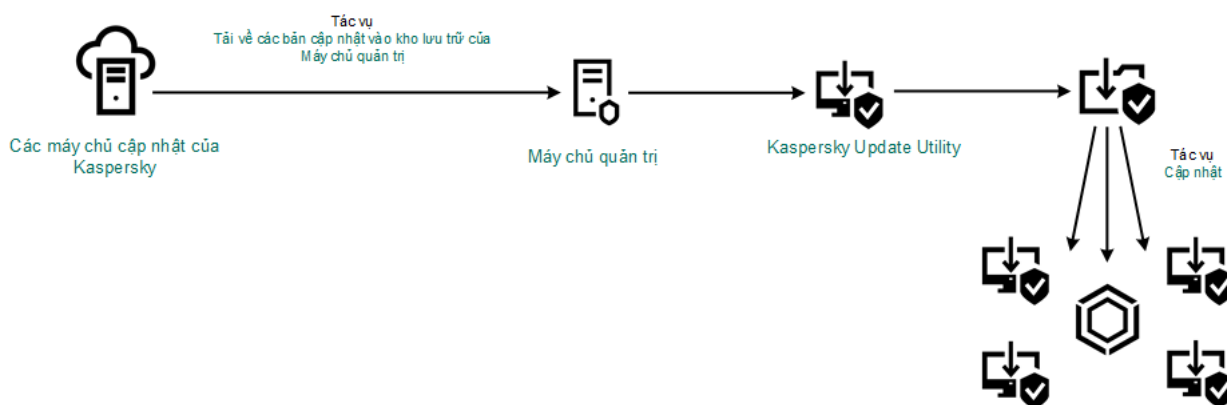 Tác vụ
Tải về các bản cập nhật vào kho lưu trữ của
Máy chủ quản trị
Các máy chủ cập nhật của
Kaspersky
Máy chủ quản trị
Kaspersky Update Utility
Tác vụ
Cập nhật